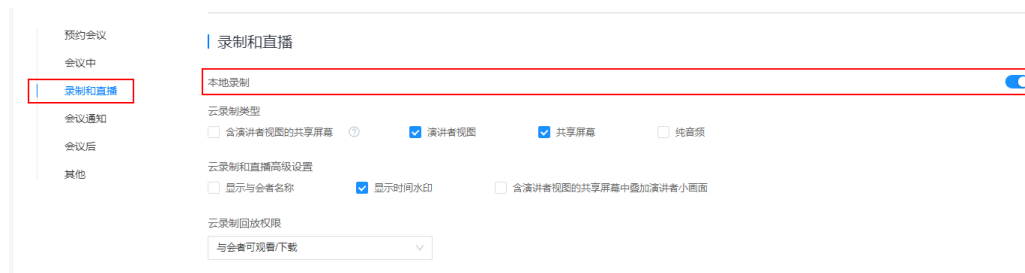 预约会议
会议中
录制和直播
会议通知
会议后
其他
录制和直播
本地录制
云录制类型
含演讲者视图的共享屏幕 ? 演讲者视图 共享屏幕 纯音频
云录制和直播高级设置
显示与会者名称 显示时间水印 含演讲者视图的共享屏幕中叠加演讲者小画面
云录制回放权限
与会者可观看/下载